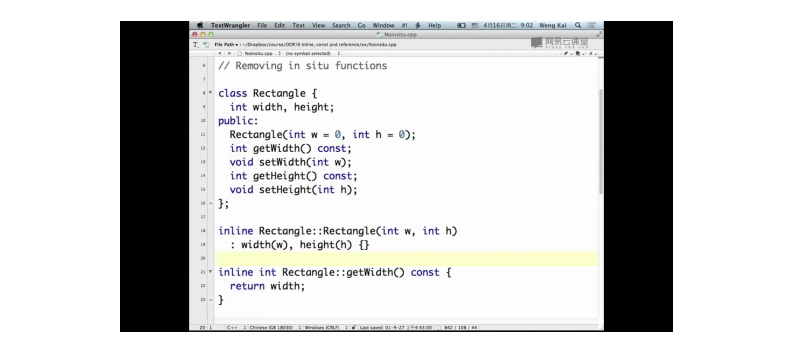 TextWrangler File Edit Text View Search Go Window #! Help 4月16日周二 9:02 Weng Kai
Noinsitu.cpp
网易云课堂
File Path ▾ : ~/Dropbox/course/OOP/6 Inline, const and reference/ex/Noinsitu.cpp
Noinsitu.cpp (no symbol selected)
6 // Removing in situ functions
7
8 class Rectangle {
9 int width, height;
10 public:
11 Rectangle(int w = 0, int h = 0);
12 int getWidth() const;
13 void setWidth(int w);
14 int getHeight() const;
15 void setHeight(int h);
16 };
17
18 inline Rectangle::Rectangle(int w, int h)
19 : width(w), height(h) {}
20
21 inline int Rectangle::getWidth() const {
22 return width;
23 }
20 1 C++ Chinese (GB 18030) Windows (CRLF) Last saved: 01-9-27 上午4:45:00 842 / 108 / 44